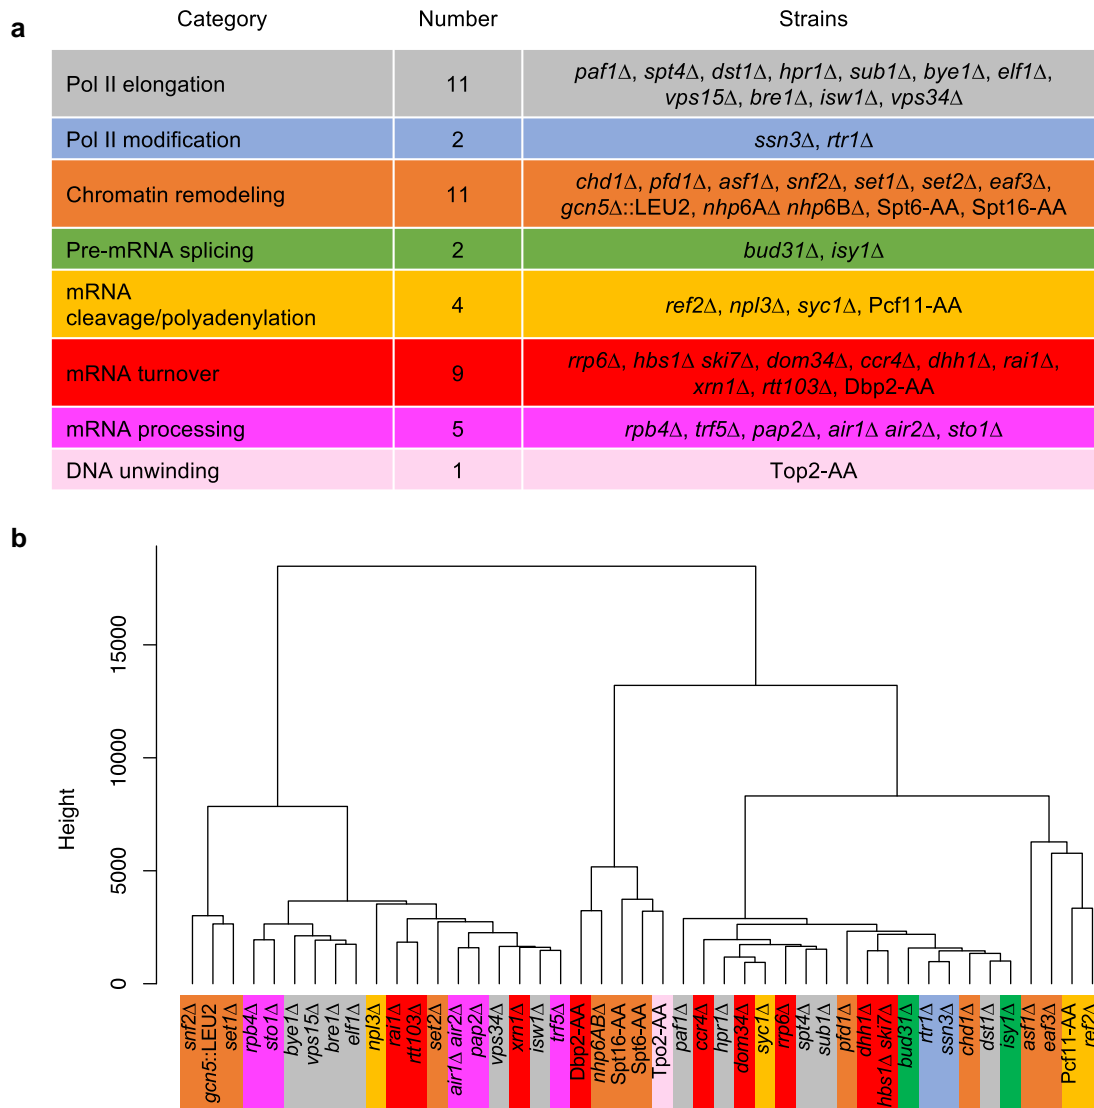 a
Category Number Strains
Pol II elongation 11 paf1Δ, spt4Δ, dst1Δ, hpr1Δ, sub1Δ, bye1Δ, elf1Δ,
vps15Δ, bre1Δ, isw1Δ, vps34Δ
Pol II modification 2 ssn3Δ, rtr1Δ
Chromatin remodeling 11 chd1Δ, pfd1Δ, asf1Δ, snf2Δ, set1Δ, set2Δ, eaf3Δ,
gcn5Δ::LEU2, nhp6AΔ nhp6BΔ, Spt6-AA, Spt16-AA
Pre-mRNA splicing 2 bud31Δ, isy1Δ
mRNA
cleavage/polyadenylation 4 ref2Δ, npl3Δ, syc1Δ, Pcf11-AA
mRNA turnover 9 rrp6Δ, hbs1Δ ski7Δ, dom34Δ, ccr4Δ, dhh1Δ, rai1Δ,
xrn1Δ, rtt103Δ, Dbp2-AA
mRNA processing 5 rpb4Δ, trf5Δ, pap2Δ, air1Δ air2Δ, sto1Δ
DNA unwinding 1 Top2-AA
b
Height
15000
10000
5000
0
snf2Δ
gcn5::LEU2
set1Δ
rpb4Δ
sto1Δ
bye1Δ
vps15Δ
bre1Δ
elf1Δ
npl3Δ
rai1Δ
rtt103Δ
set2Δ
air1Δ air2Δ
pap2Δ
vps34Δ
xrn1Δ
isw1Δ
trf5Δ
Dbp2-AA
nhp6ABΔ
Spt16-AA
Spt6-AA
Tpo2-AA
paf1Δ
ccr4Δ
hpr1Δ
dom34Δ
syc1Δ
rrp6Δ
spt4Δ
sub1Δ
pfd1Δ
dhh1Δ
hbs1Δ ski7Δ
bud31Δ
rtr1Δ
ssn3Δ
chd1Δ
dst1Δ
isy1Δ
asf1Δ
eaf3Δ
Pcf11-AA
ref2Δ